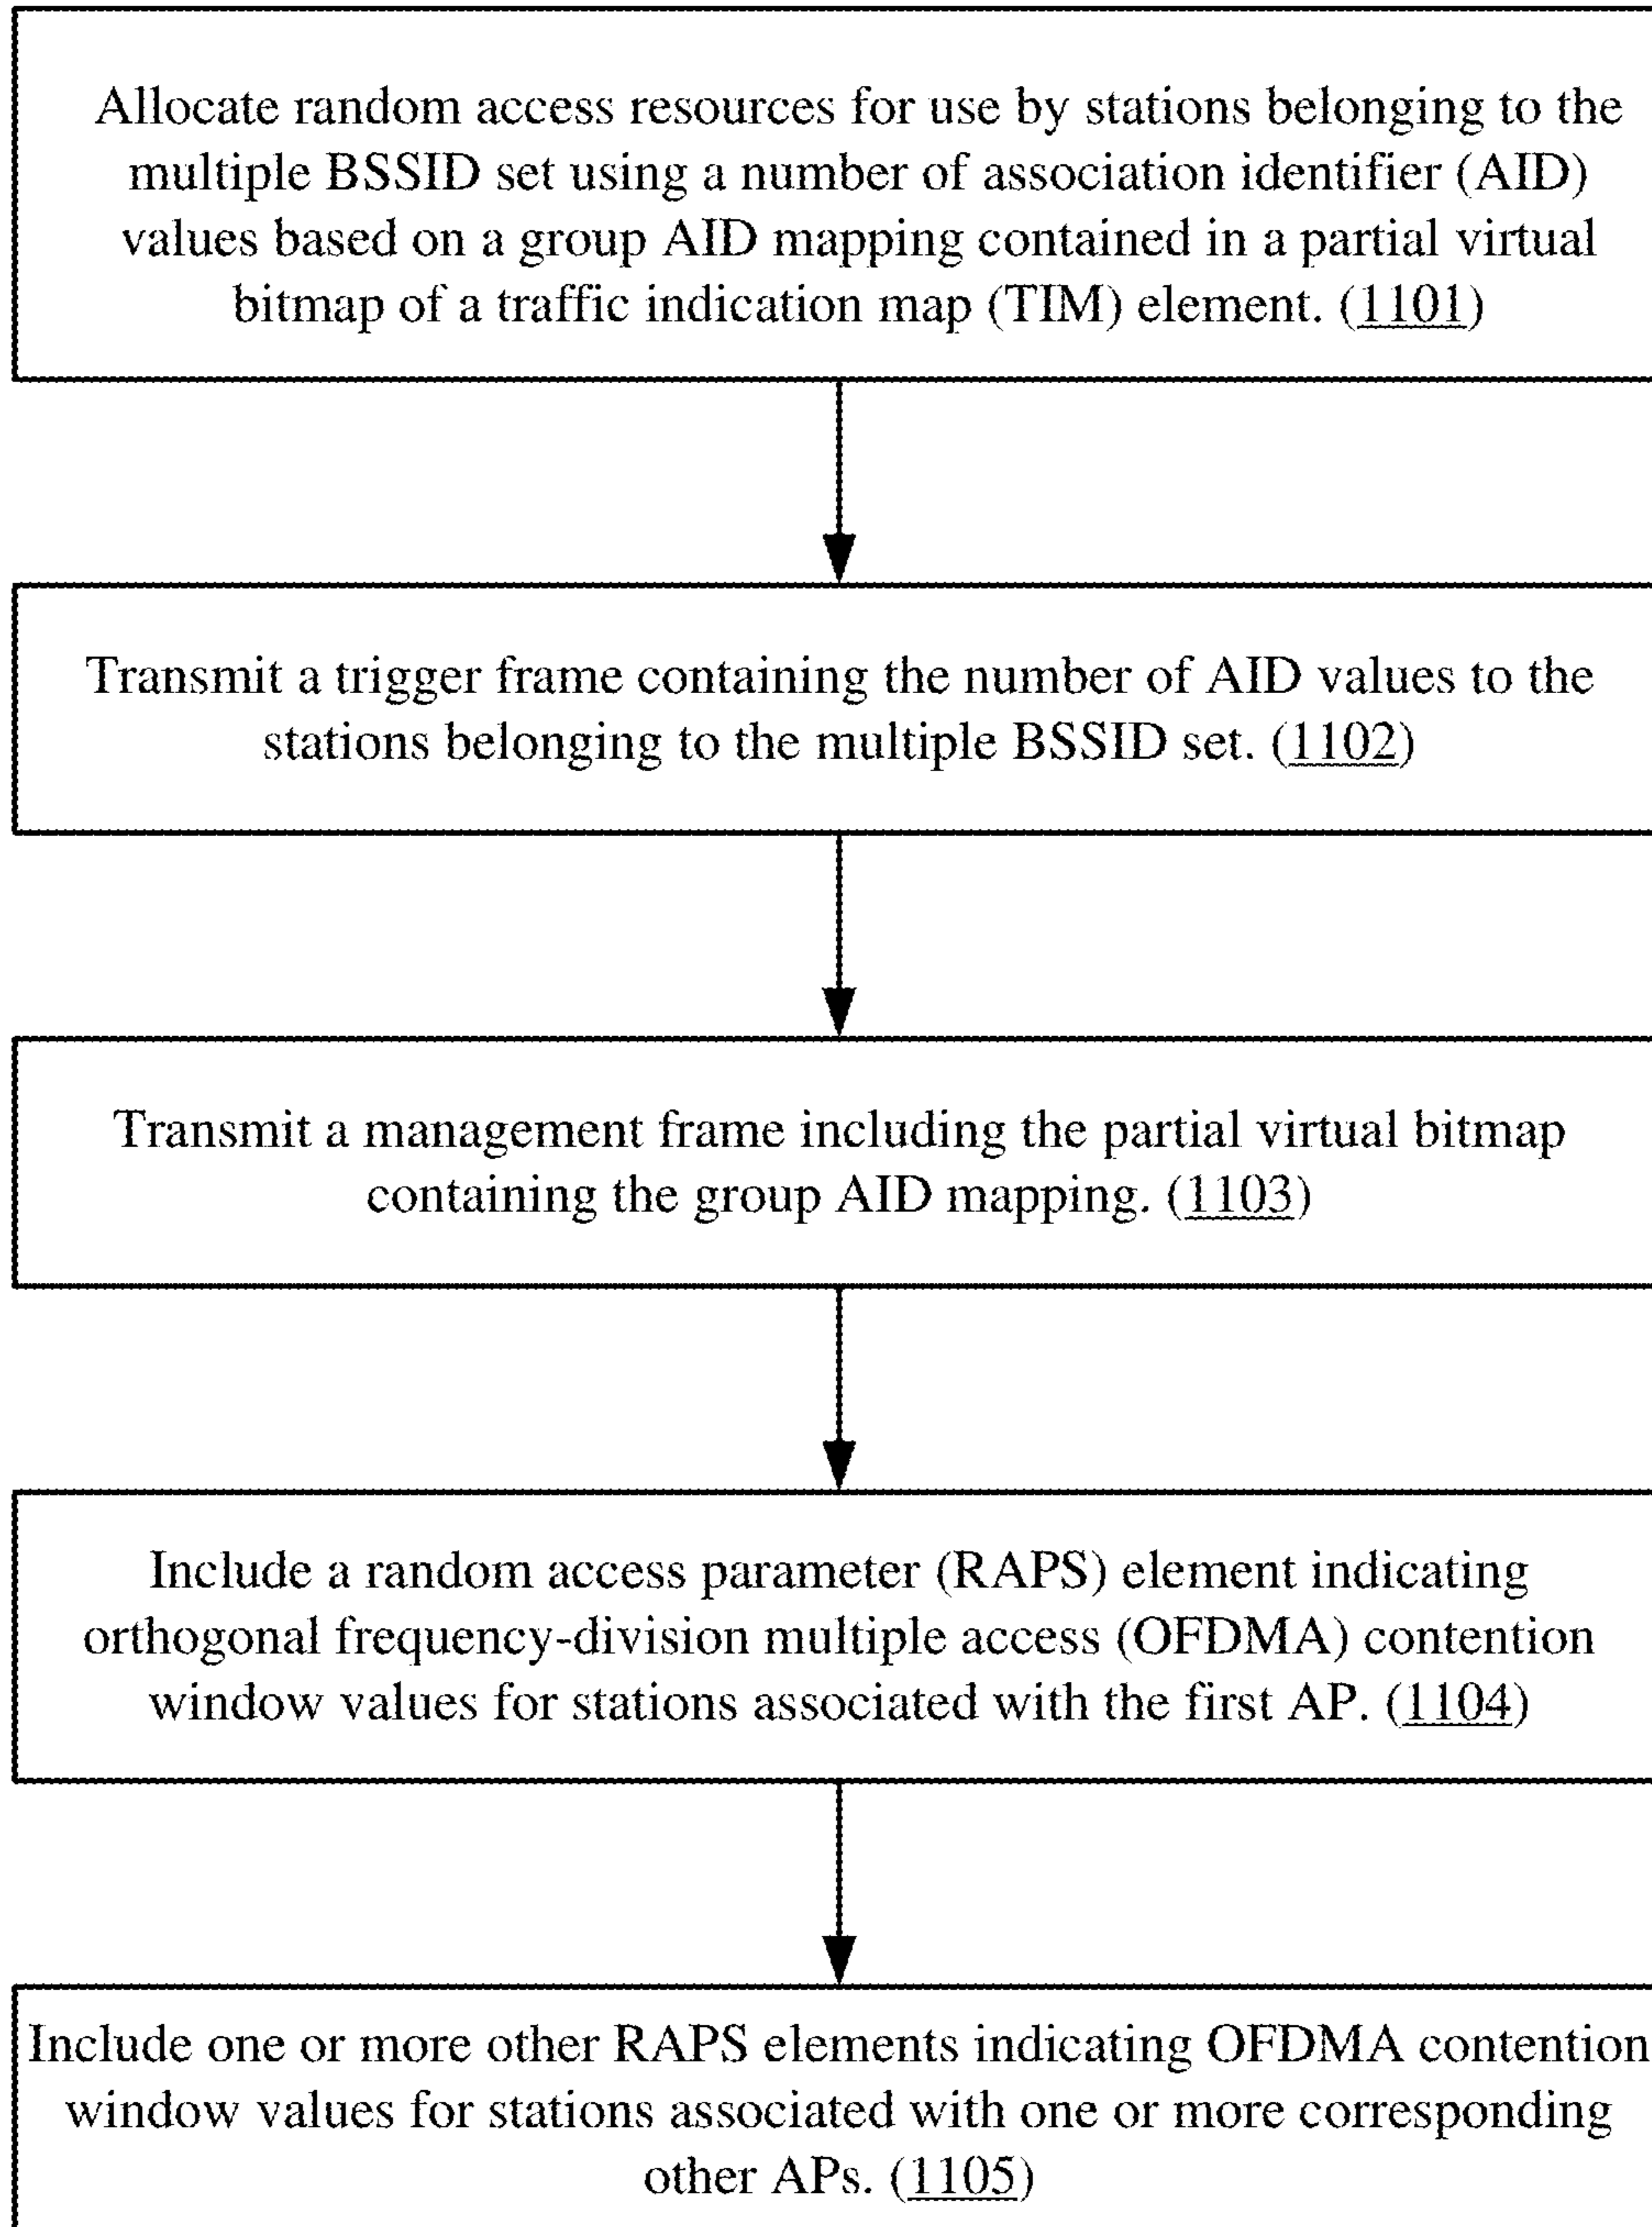 Allocate random access resources for use by stations belonging to the
multiple BSSID set using a number of association identifier (AID)
values based on a group AID mapping contained in a partial virtual
bitmap of a traffic indication map (TIM) element. (1101)
Transmit a trigger frame containing the number of AID values to the
stations belonging to the multiple BSSID set. (1102)
Transmit a management frame including the partial virtual bitmap
containing the group AID mapping. (1103)
Include a random access parameter (RAPS) element indicating
orthogonal frequency-division multiple access (OFDMA) contention
window values for stations associated with the first AP. (1104)
Include one or more other RAPS elements indicating OFDMA contention
window values for stations associated with one or more corresponding
other APs. (1105)